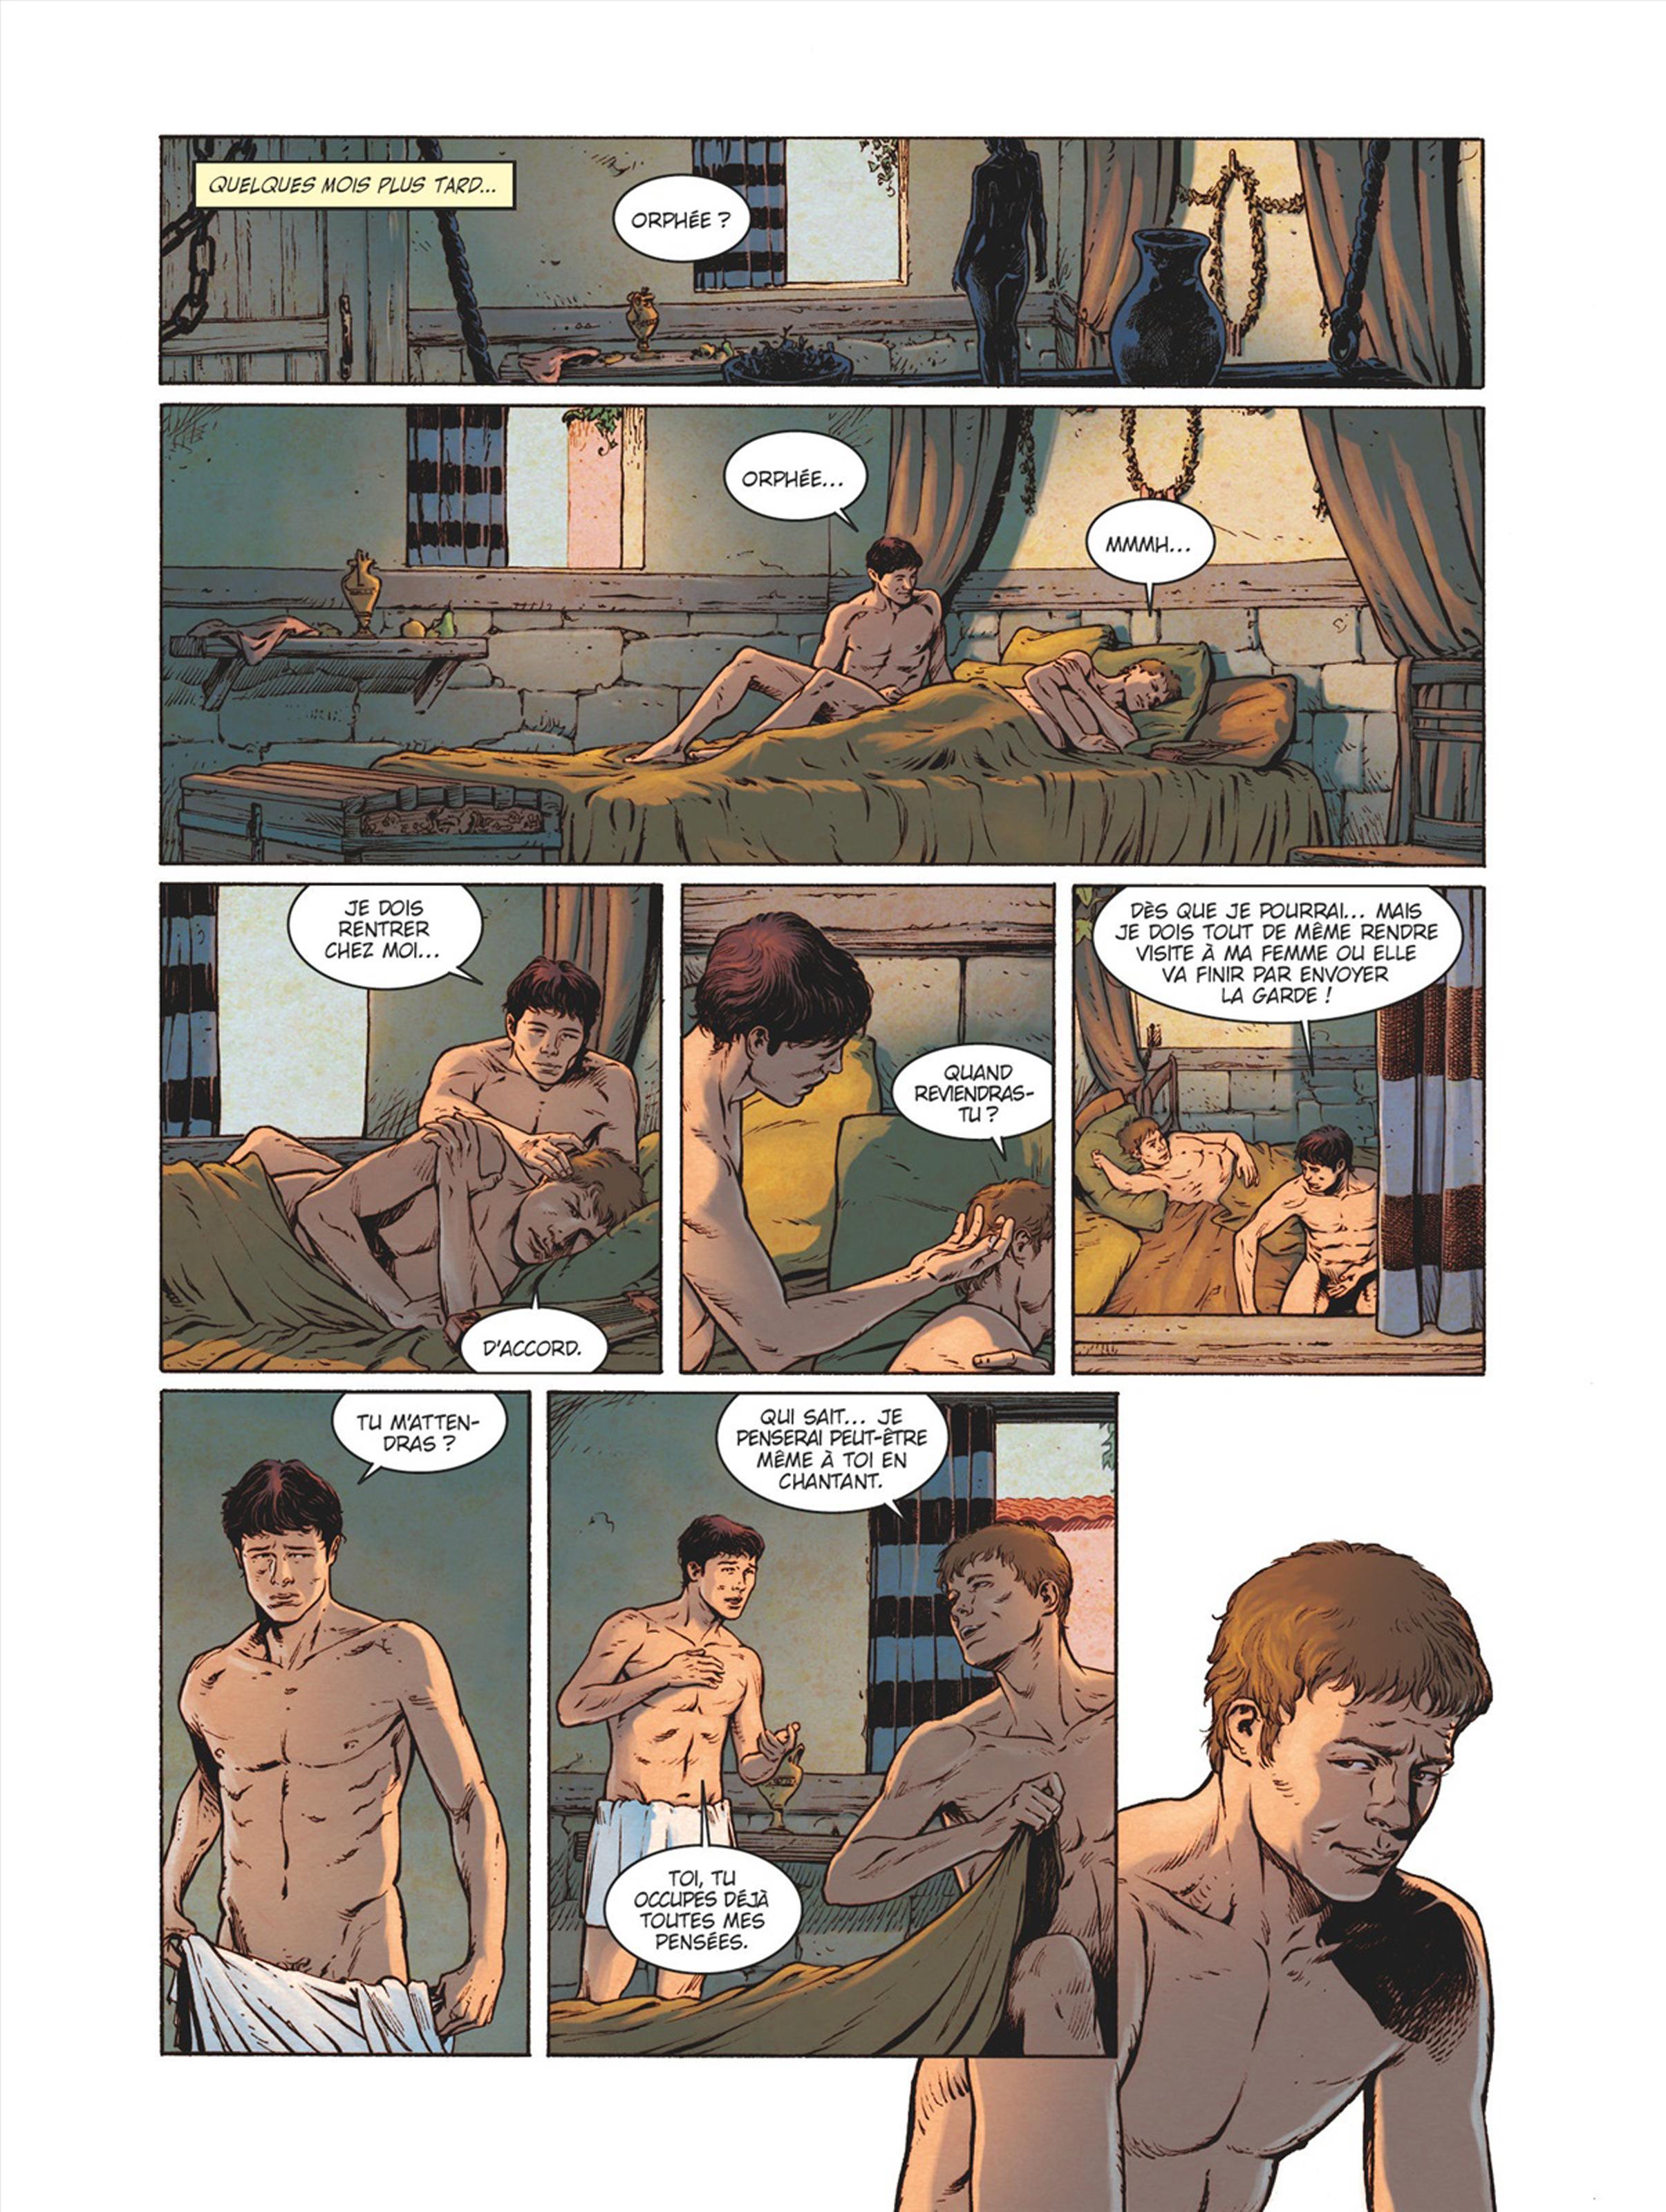 QUELQUES MOIS PLUS TARD...
ORPHÉE ?
ORPHÉE...
MMMH...
JE DOIS
RENTRER
CHEZ MOI...
D'ACCORD.
QUAND
REVIENDRAS-
TU ?
DÈS QUE JE POURRAI... MAIS
JE DOIS TOUT DE MÊME RENDRE
VISITE À MA FEMME OU ELLE
VA FINIR PAR ENVOYER
LA GARDE !
TU M'ATTEN-
DRAS ?
QUI SAIT... JE
PENSERAI PEUT-ÊTRE
MÊME À TOI EN
CHANTANT.
TOI, TU
OCCUPES DÉJÀ
TOUTES MES
PENSÉES.